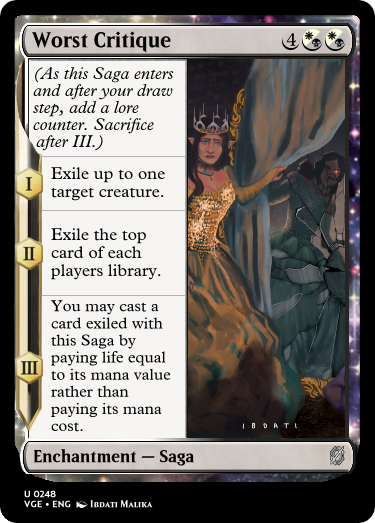 Worst Critique 4
(As this Saga enters
and after your draw
step, add a lore
counter. Sacrifice
after III.)
I
Exile up to one
target creature.
II
Exile the top
card of each
players library.
III
You may cast a
card exiled with
this Saga by
paying life equal
to its mana value
rather than
paying its mana
cost.
IBDATI
Enchantment — Saga
U 0248
VGE • ENG Ibdati Malika